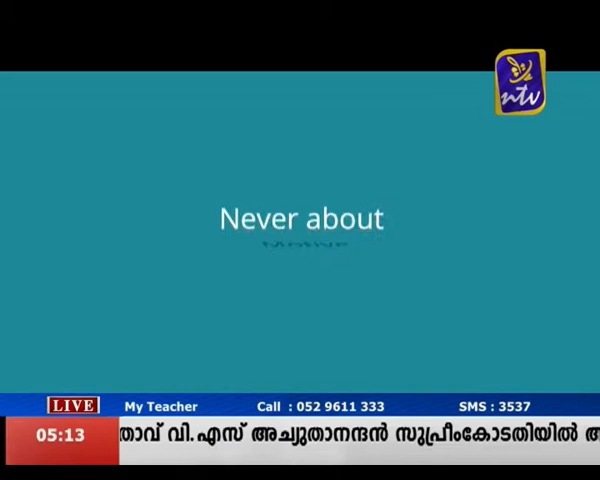 ntv
Never about
LIVE My Teacher Call : 052 9611 333 SMS : 3537
05:13 താവ് വി.എസ് അച്യുതാനന്ദൻ സുപ്രീംകോടതിയിൽ